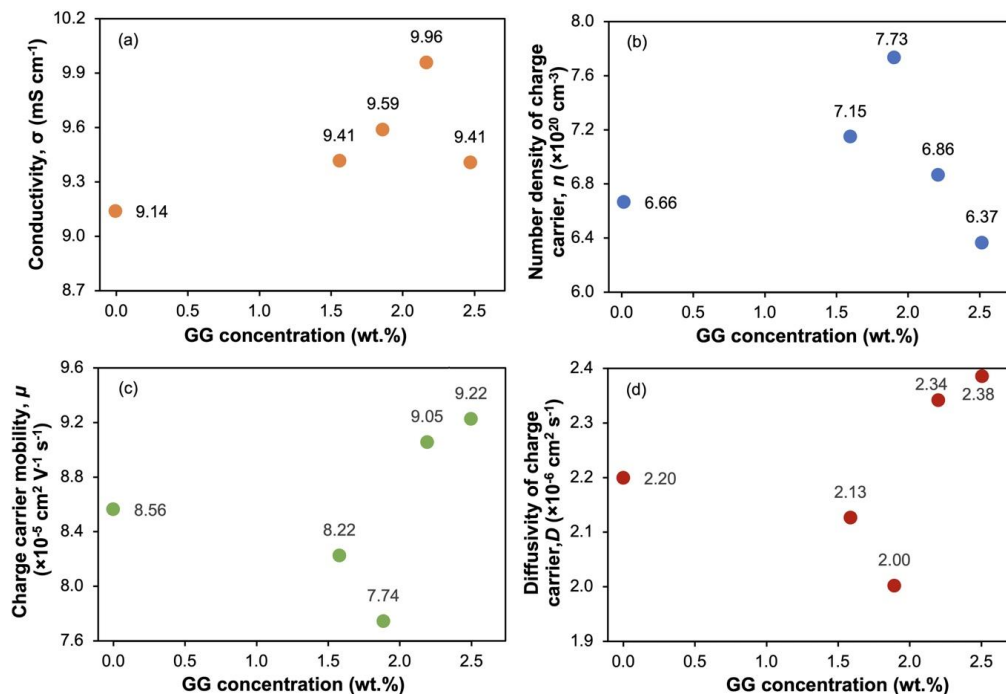 (a)
Conductivity, σ (mS cm⁻¹)
10.2
9.9
9.6
9.3
9.0
8.7
9.14
9.41
9.59
9.96
9.41
0.0 0.5 1.0 1.5 2.0 2.5
GG concentration (wt.%)
(b)
Number density of charge
carrier, n (×10²⁰ cm⁻³)
7.8
7.2
6.8
6.4
6.0
6.66
7.15
7.73
6.86
6.37
0.0 0.5 1.0 1.5 2.0 2.5
GG concentration (wt.%)
(c)
Charge carrier mobility, μ
(×10⁻⁵ cm² V⁻¹ s⁻¹)
9.6
9.2
8.8
8.4
8.0
7.6
8.56
8.22
7.74
9.05
9.22
0.0 0.5 1.0 1.5 2.0 2.5
GG concentration (wt.%)
(d)
Diffusivity of charge
carrier,D (×10⁻⁶ cm² s⁻¹)
2.4
2.3
2.2
2.1
2.0
1.9
2.20
2.13
2.00
2.34
2.38
0.0 0.5 1.0 1.5 2.0 2.5
GG concentration (wt.%)